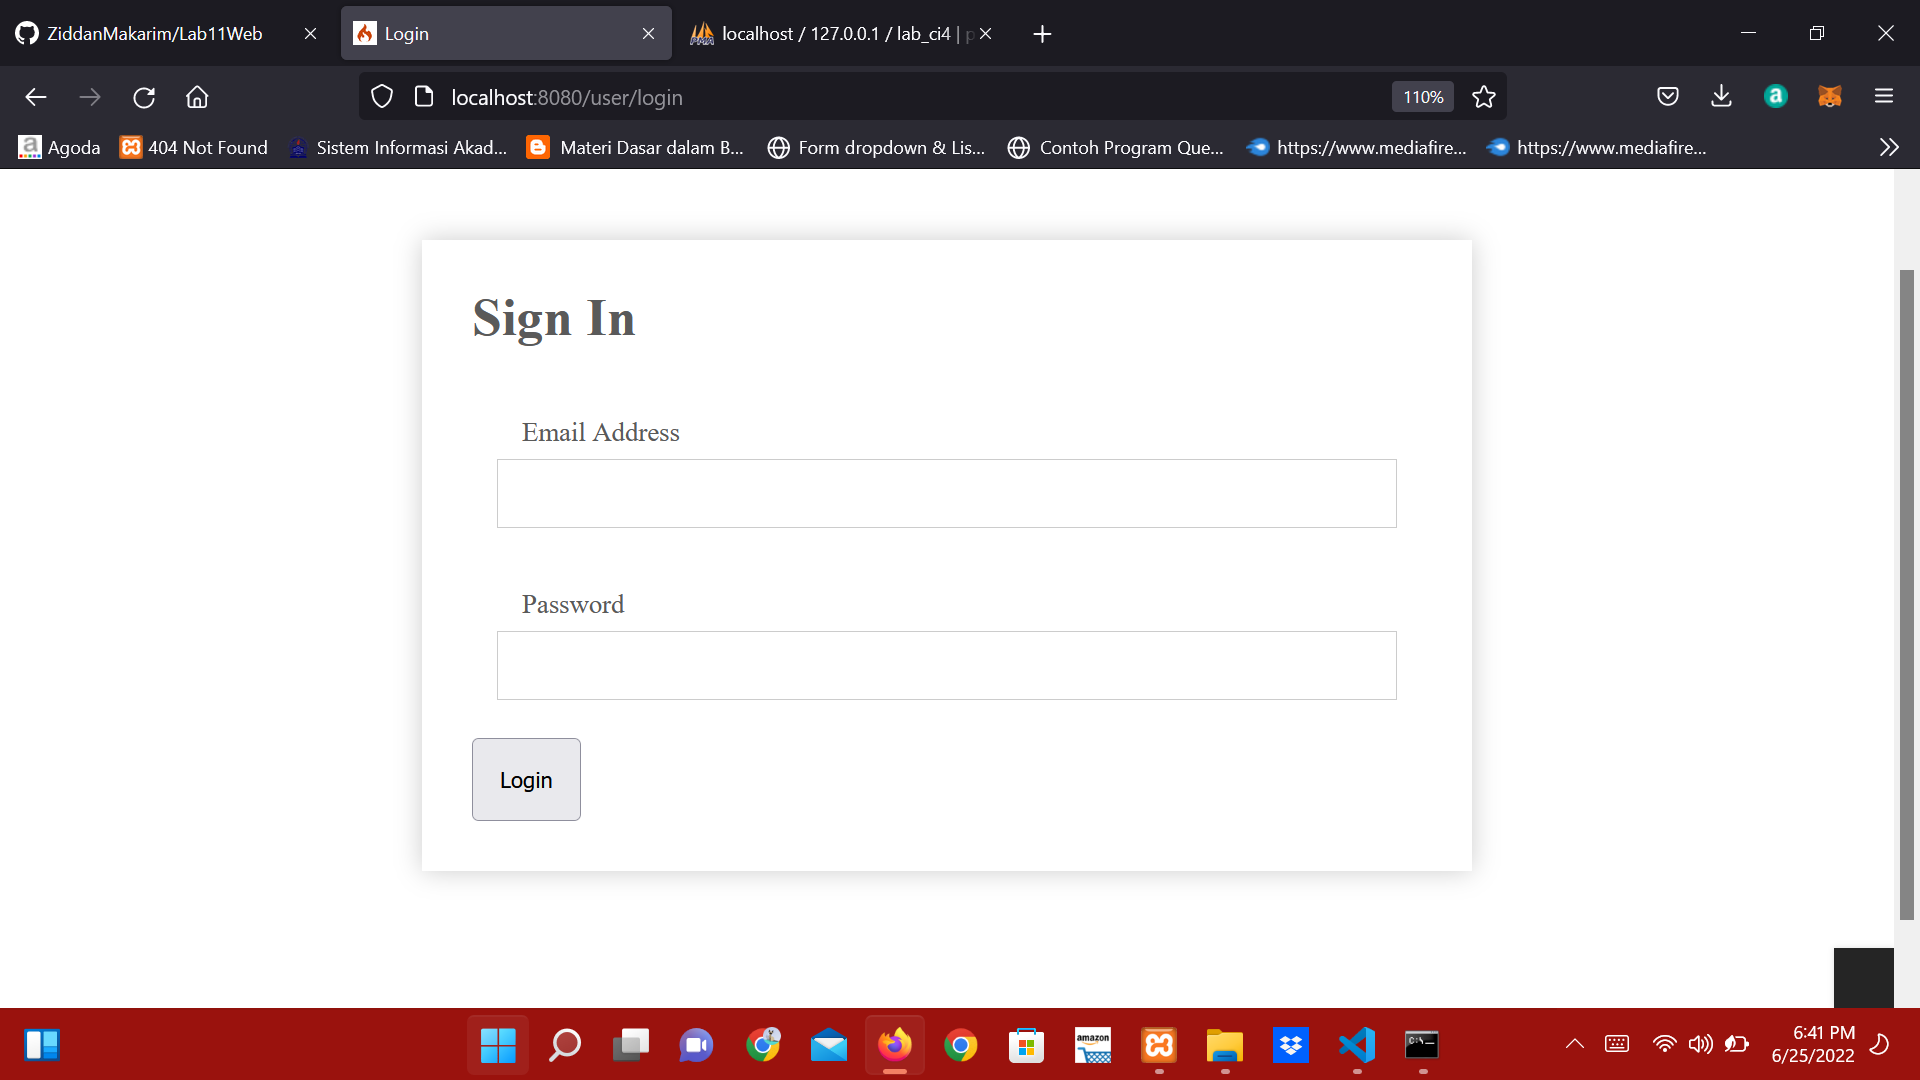 ZiddanMakarim/Lab11Web
Login
localhost / 127.0.0.1 / lab_ci4 | p
localhost:8080/user/login
110%
Agoda
404 Not Found
Sistem Informasi Akad...
Materi Dasar dalam B...
Form dropdown & Lis...
Contoh Program Que...
https://www.mediafire...
https://www.mediafire...
Sign In
Email Address
Password
Login
amazon
6:41 PM
6/25/2022